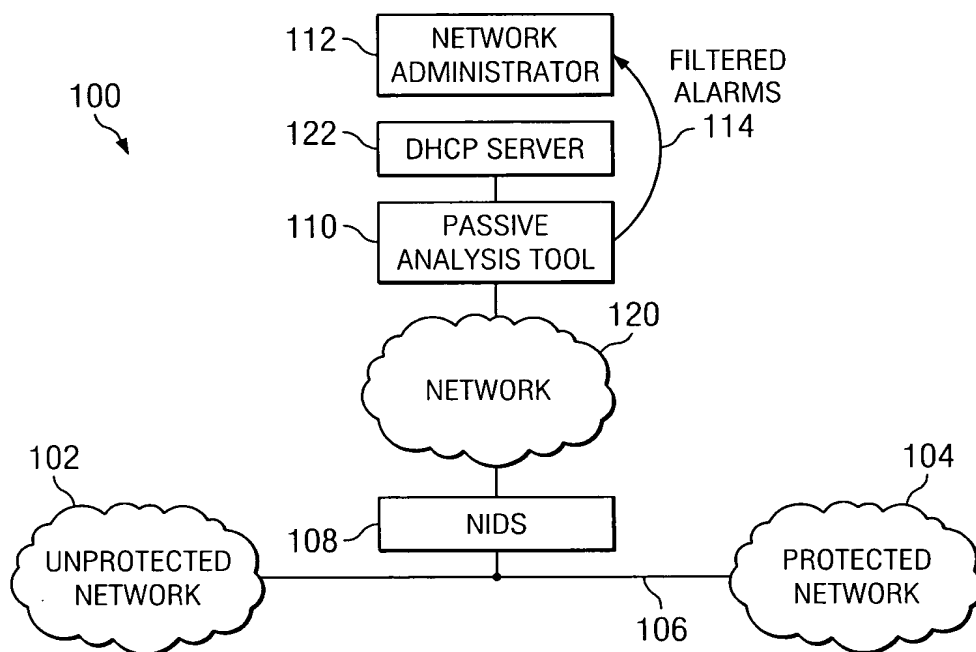 112
NETWORK
ADMINISTRATOR
FILTERED
ALARMS
114
100
122
DHCP SERVER
110
PASSIVE
ANALYSIS TOOL
120
NETWORK
102
104
108
NIDS
UNPROTECTED
NETWORK
PROTECTED
NETWORK
106